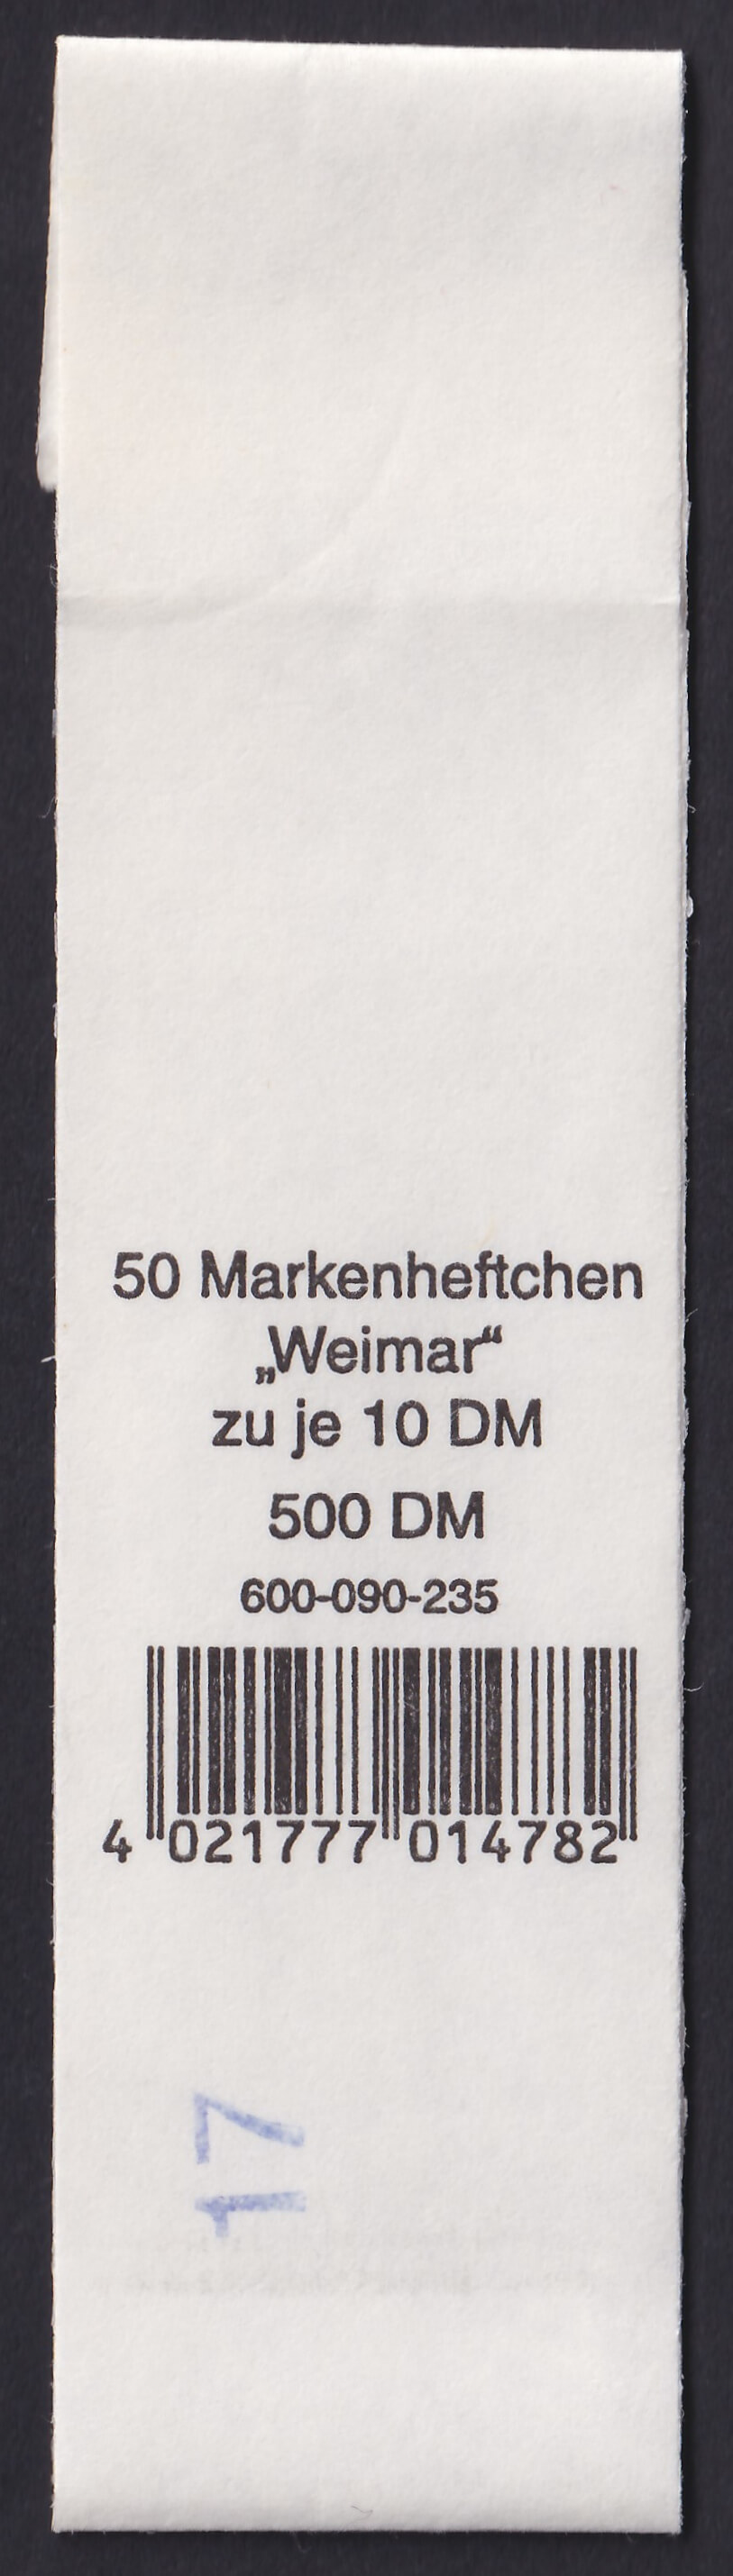 50 Markenheftchen
„Weimar“
zu je 10 DM
500 DM
600-090-235
4 021777 014782
17